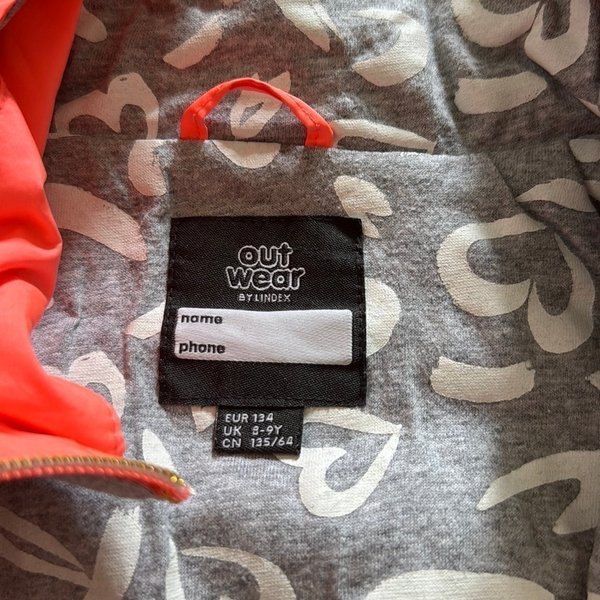 out
wear
BY LINDEX
name
phone
EUR 134
UK 8-9Y
CN 135/64